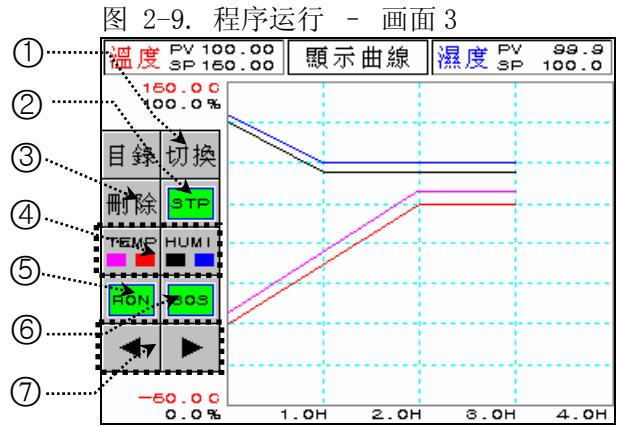 图 2-9. 程序运行 - 画面3
溫度 PV 100.00 SP 150.00
顯示曲線
濕度 PV 99.9 SP 100.0
①
②
③
④
⑤
⑥
⑦
150.0C
100.0%
目錄 切換
刪除 STP
TEMP HUMI
RON SOS
◀ ▶
-50.0C
0.0% 1.0H 2.0H 3.0H 4.0H